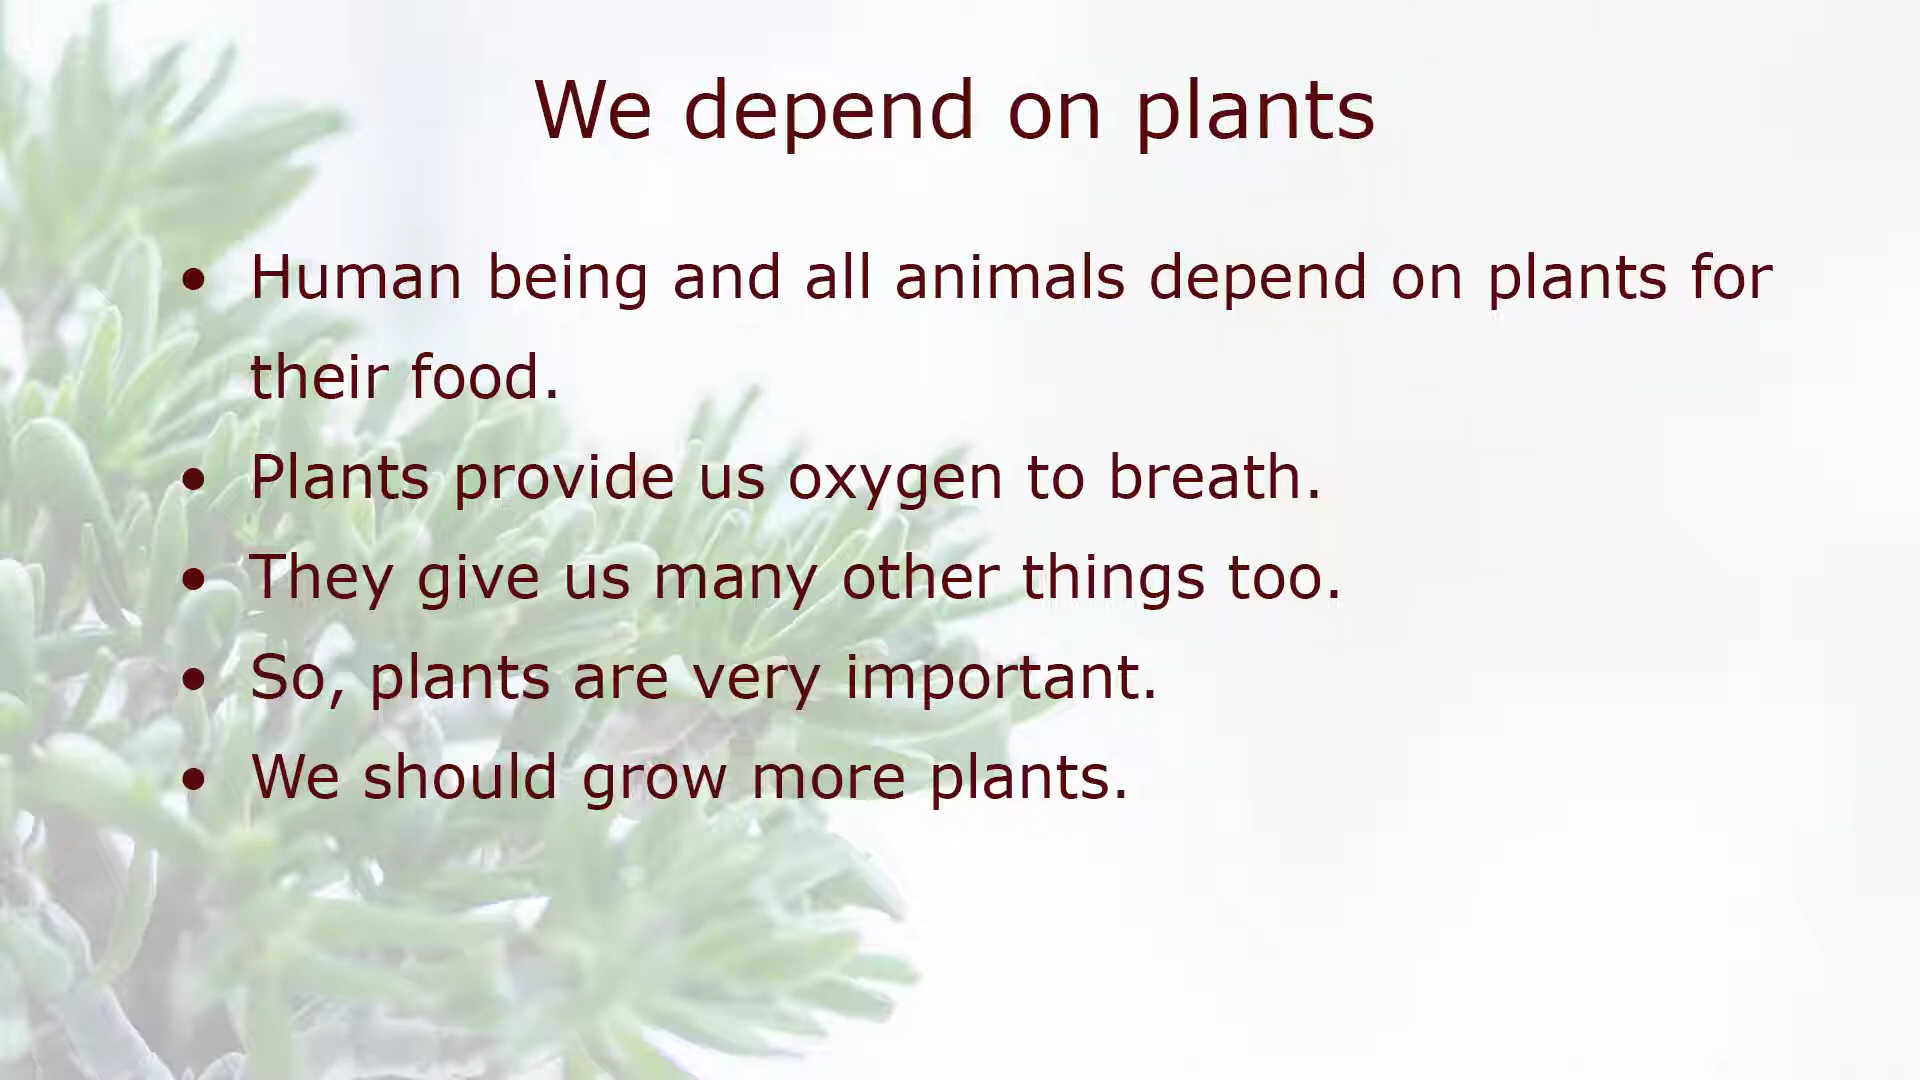 We depend on plants
• Human being and all animals depend on plants for
their food.
• Plants provide us oxygen to breath.
• They give us many other things too.
• So, plants are very important.
• We should grow more plants.